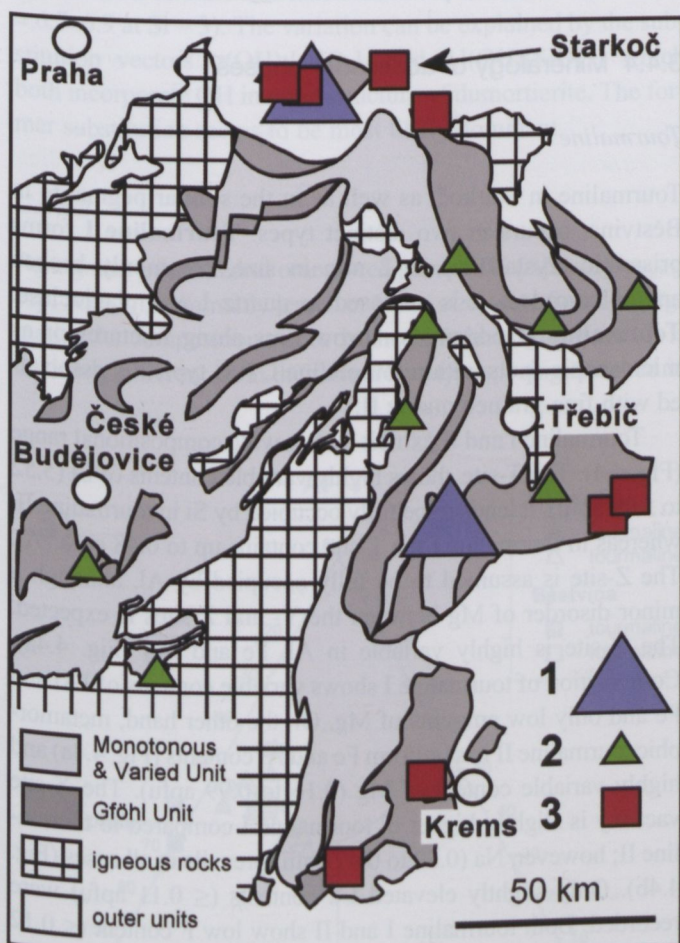 Praha
Starkoč
České
Budějovice
Třebíč
1
2
3
Monotonous
& Varied Unit
Gföhl Unit
igneous rocks
outer units
Krems
50 km